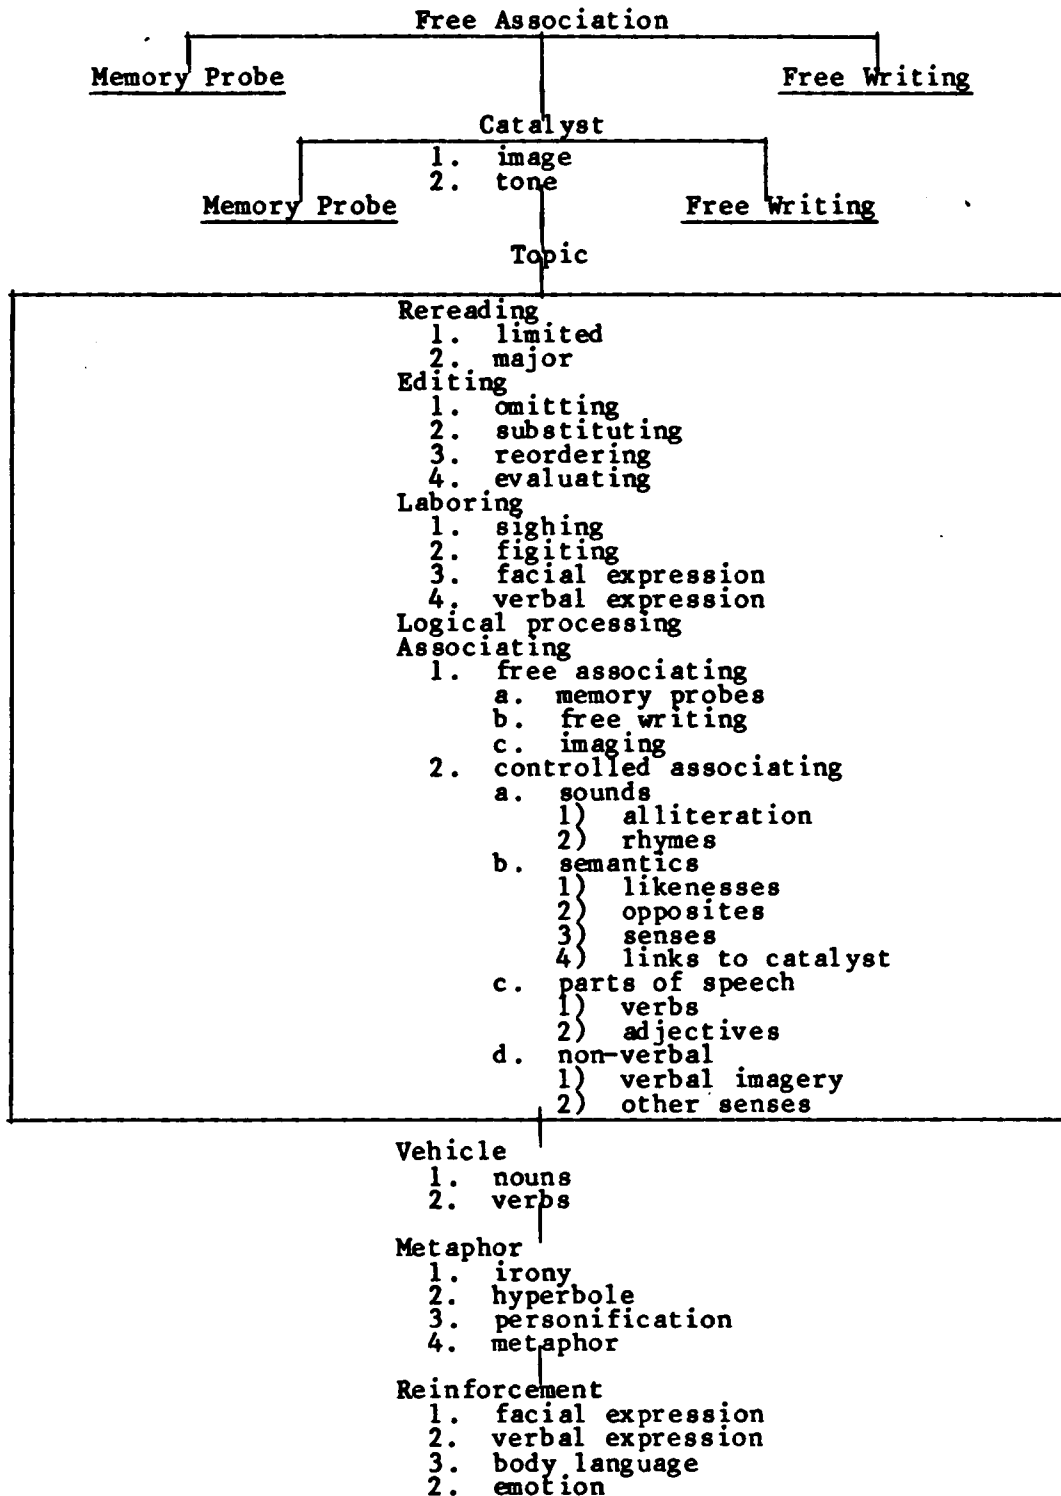 Free Association
Memory Probe Free Writing
Catalyst
1. image
2. tone
Memory Probe Free Writing
Topic
Rereading
1. limited
2. major
Editing
1. omitting
2. substituting
3. reordering
4. evaluating
Laboring
1. sighing
2. figiting
3. facial expression
4. verbal expression
Logical processing
Associating
1. free associating
a. memory probes
b. free writing
c. imaging
2. controlled associating
a. sounds
1) alliteration
2) rhymes
b. semantics
1) likenesses
2) opposites
3) senses
4) links to catalyst
c. parts of speech
1) verbs
2) adjectives
d. non-verbal
1) verbal imagery
2) other senses
Vehicle
1. nouns
2. verbs
Metaphor
1. irony
2. hyperbole
3. personification
4. metaphor
Reinforcement
1. facial expression
2. verbal expression
3. body language
2. emotion